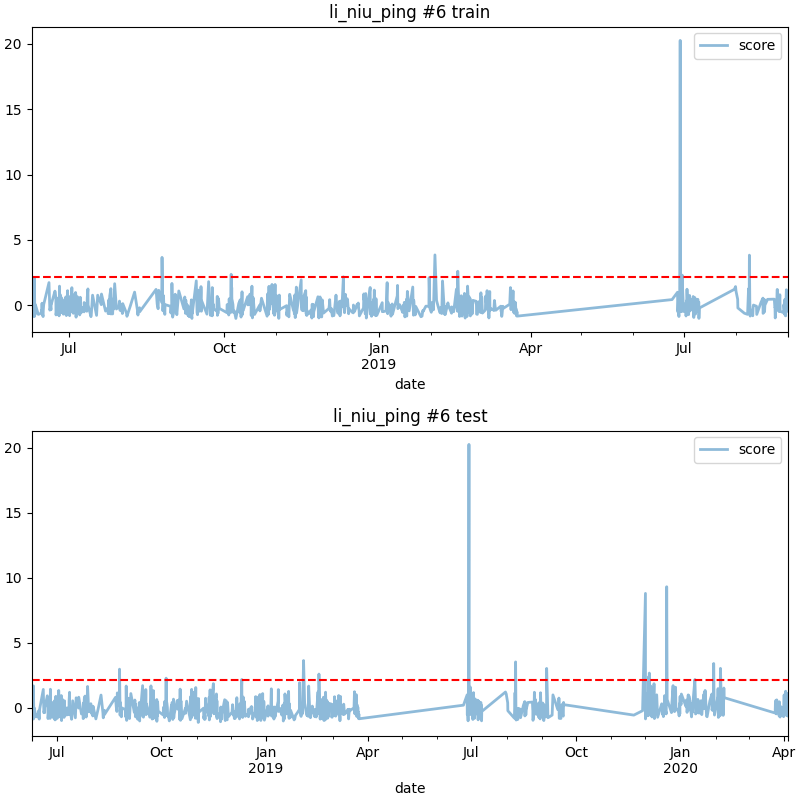 li_niu_ping #6 train
score
20
15
10
5
0
Jul
Oct
Jan
2019
Apr
Jul
date
li_niu_ping #6 test
score
20
15
10
5
0
Jul
Oct
Jan
2019
Apr
Jul
Oct
Jan
2020
Apr
date